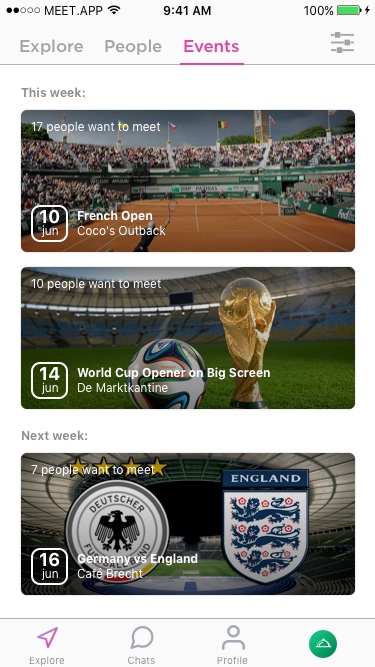 MEET.APP 9:41 AM 100%
Explore People Events
This week:
17 people want to meet
10 jun
French Open
Coco's Outback
10 people want to meet
14 jun
World Cup Opener on Big Screen
De Marktkantine
Next week:
7 people want to meet
DEUTSCHER
ENGLAND
16 jun
Germany vs England
Café Brecht
Explore Chats Profile